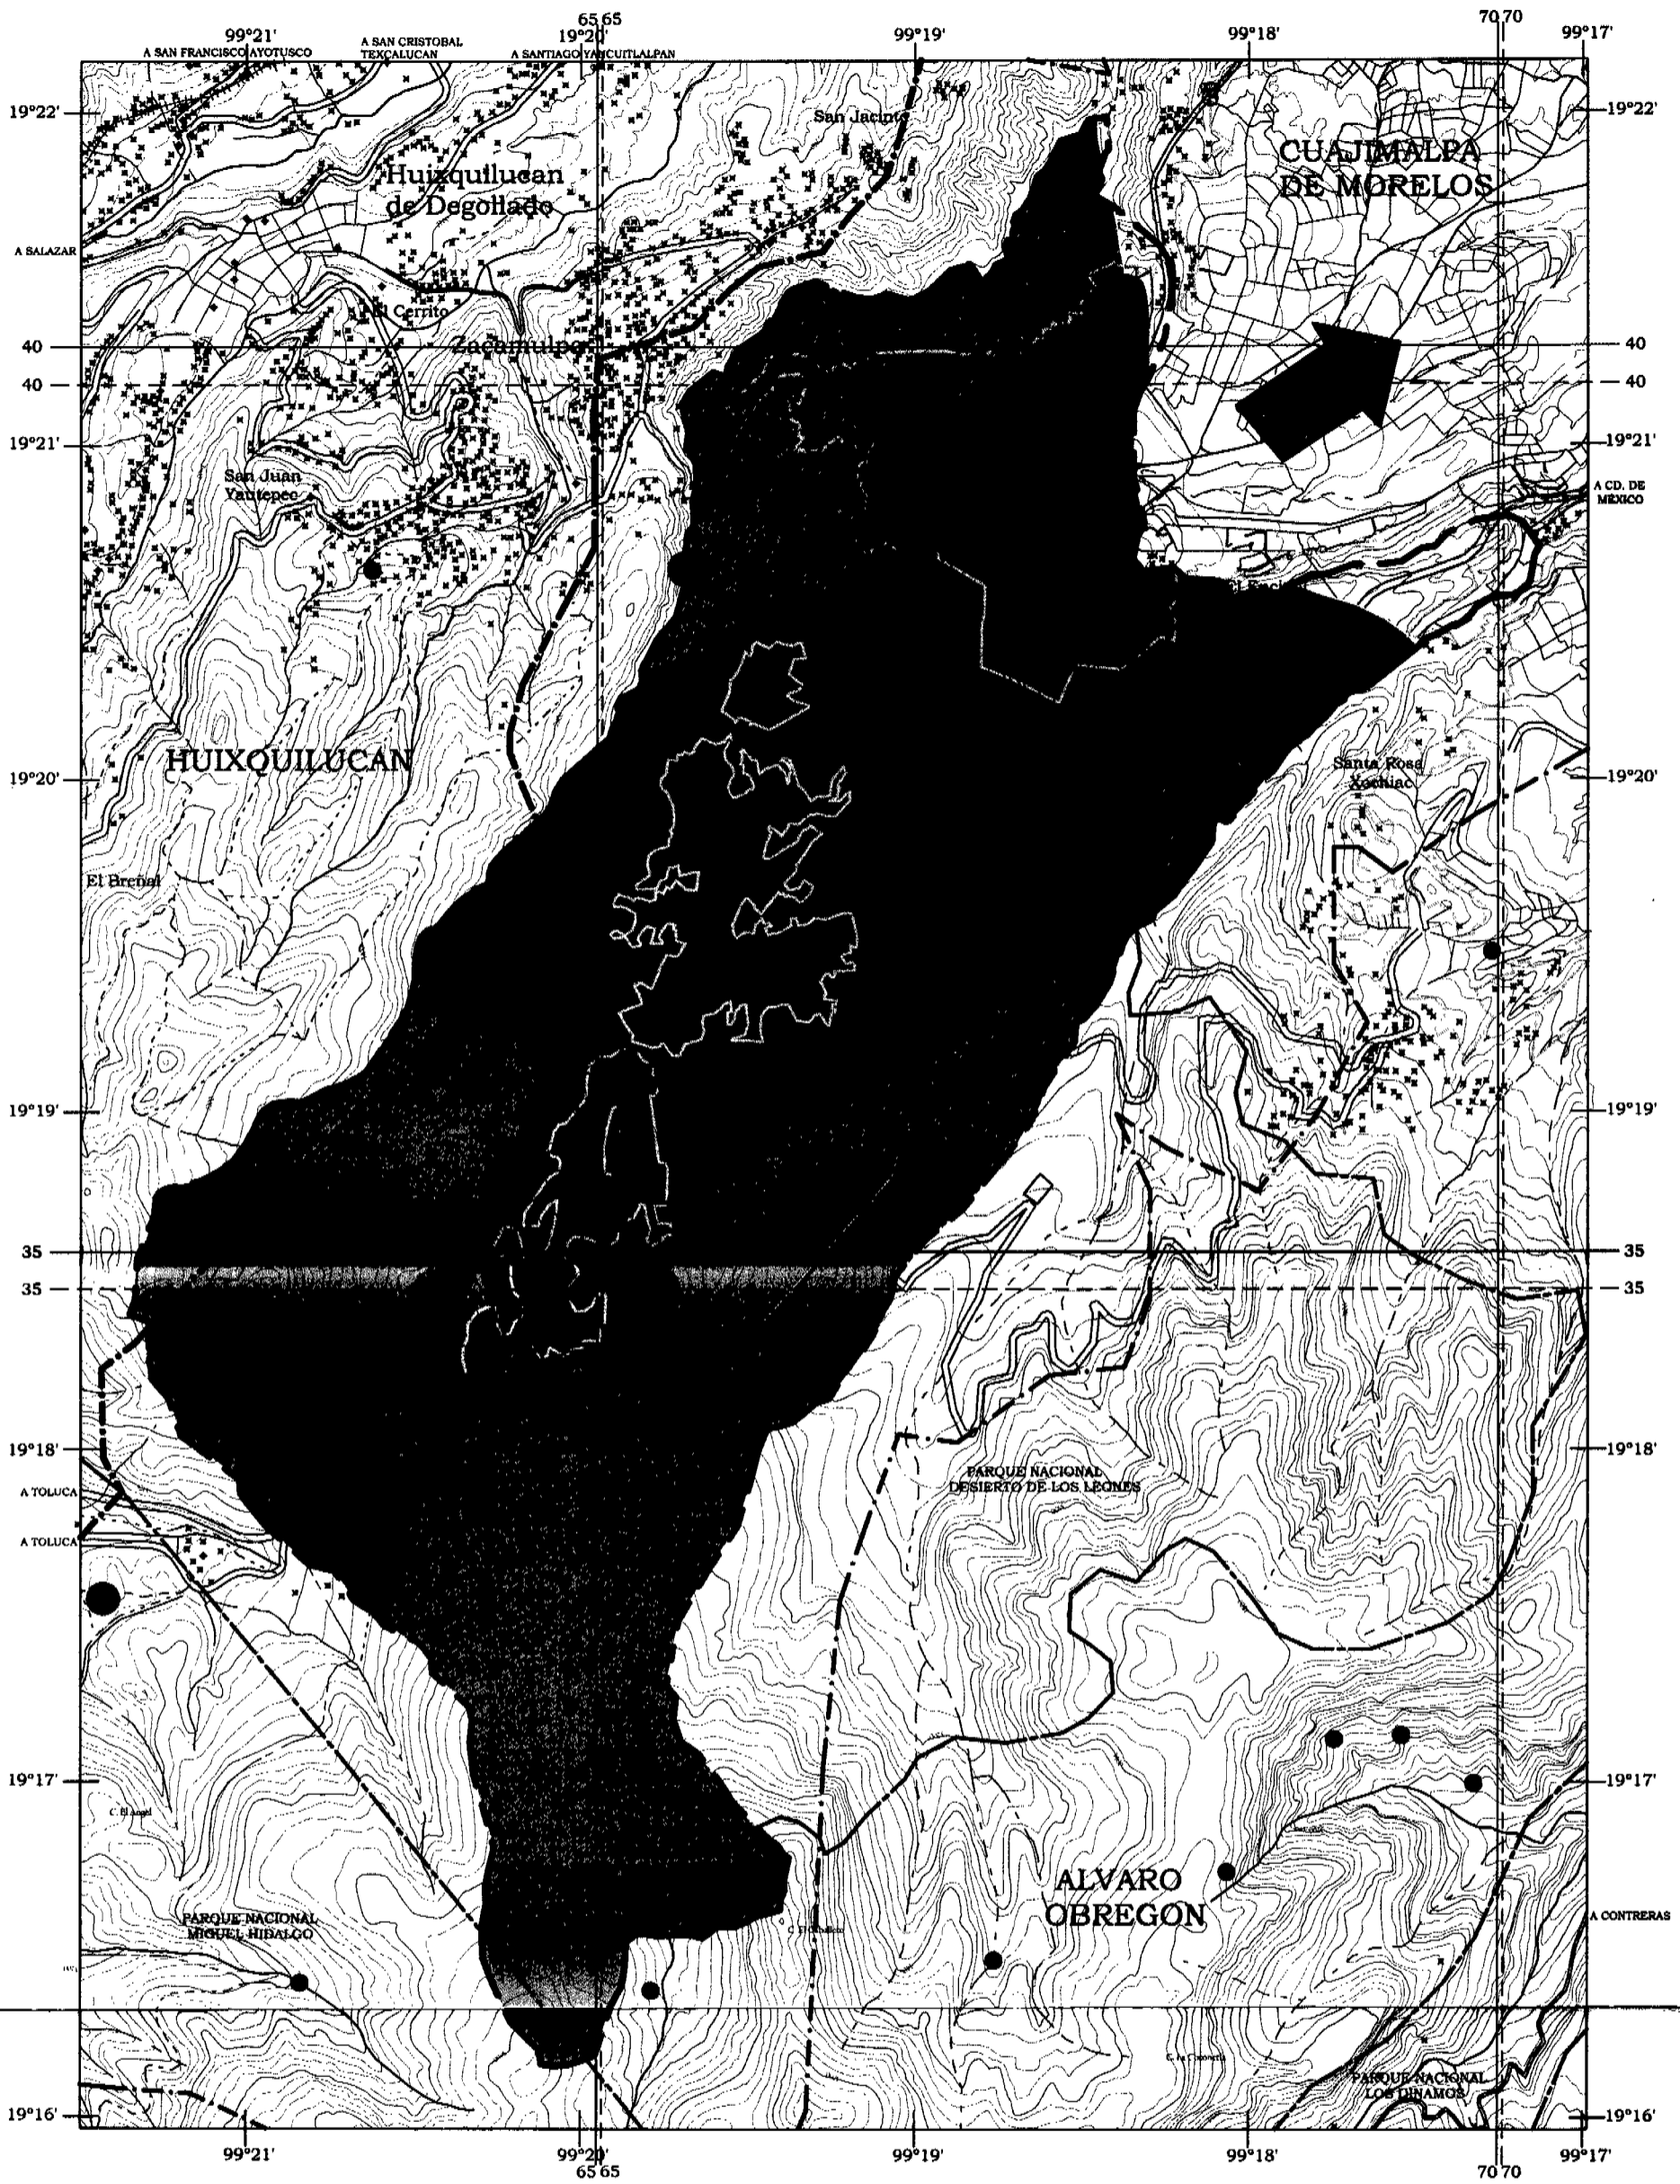 65 65
70 70
99°21'
19°20'
99°19'
99°18'
99°17'
A SAN FRANCISCO AYOTUSCO
A SAN CRISTOBAL
TEXCALUCAN
A SANTIAGO YANCUITLALPAN
19°22'
San Jacinto
19°22'
CUAJIMALPA
DE MORELOS
Huixquilucan
de Degollado
A SALAZAR
El Cerrito
Zacamulpo
40
40
40
40
19°21'
19°21'
San Juan
Yautepec
A CD. DE
MEXICO
HUIXQUILUCAN
19°20'
Santa Rosa
Xochiac
19°20'
El Breñal
19°19'
19°19'
35
35
35
35
19°18'
19°18'
A TOLUCA
PARQUE NACIONAL
DESIERTO DE LOS LEONES
A TOLUCA
19°17'
19°17'
C. El Angel
ALVARO
OBREGON
PARQUE NACIONAL
MIGUEL HIDALGO
A CONTRERAS
PARQUE NACIONAL
LOS DINAMOS
19°16'
19°16'
99°21'
99°20'
99°19'
99°18'
99°17'
65 65
70 70